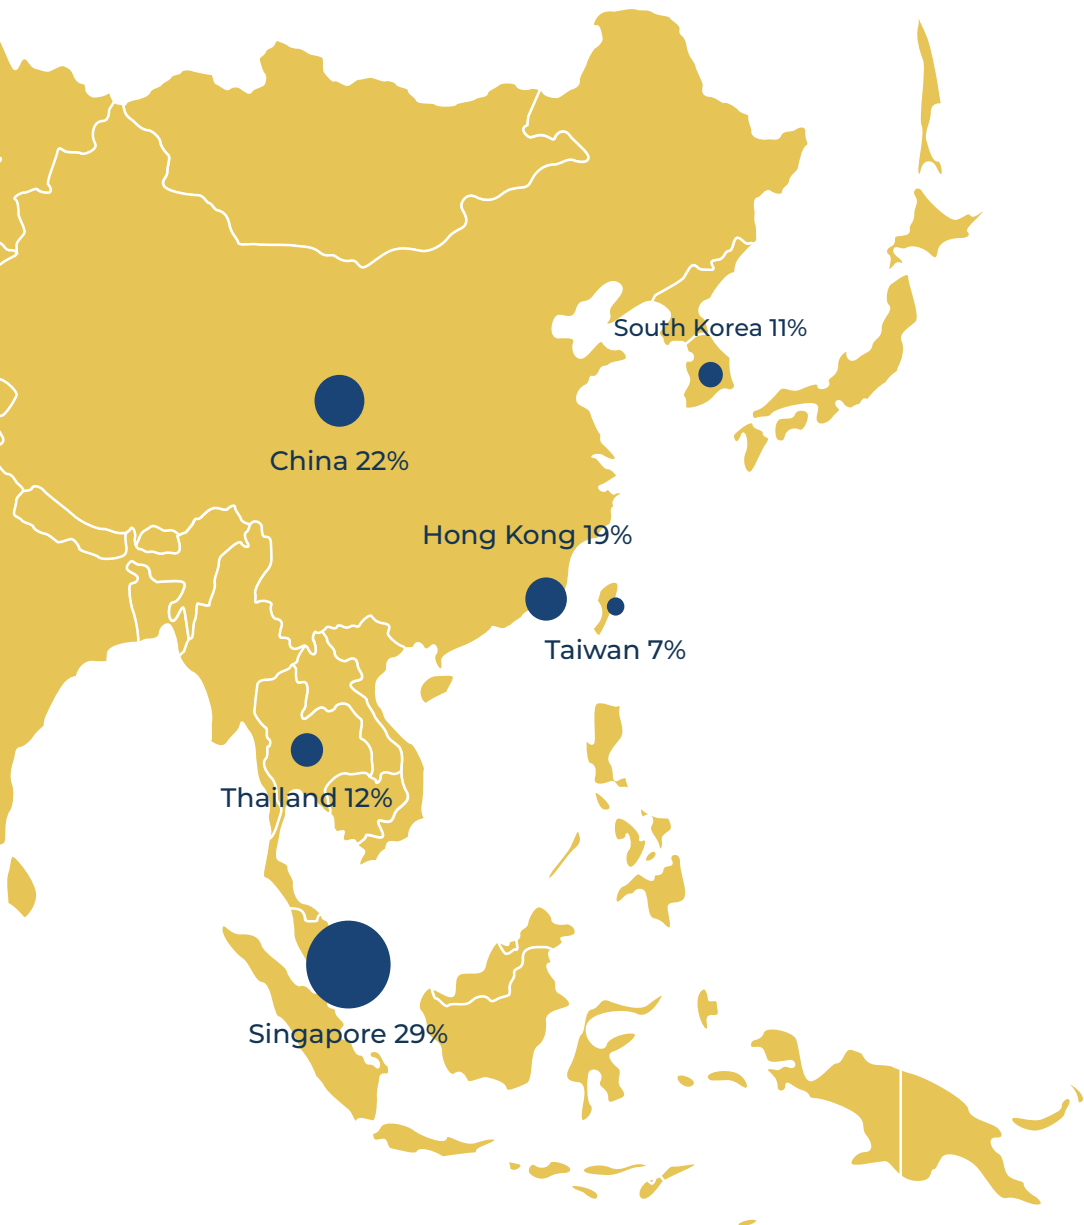 South Korea 11%
China 22%
Hong Kong 19%
Taiwan 7%
Thailand 12%
Singapore 29%